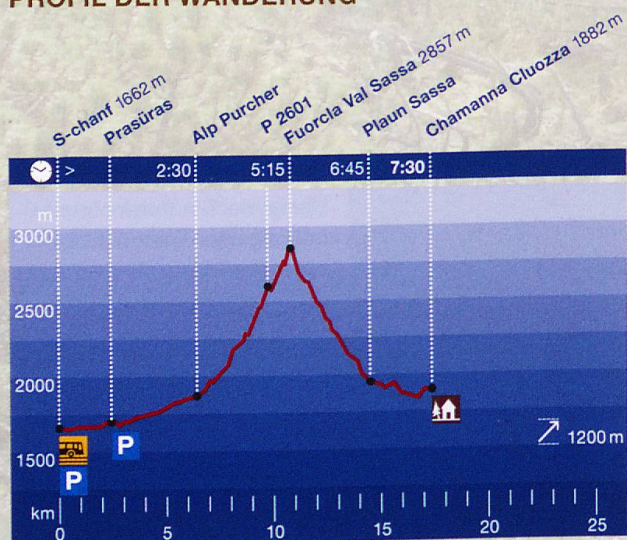 PROFIL DER WANDERUNG
S-chanf 1662 m
Prasüras
Alp Purcher
P 2601
Fuorcla Val Sassa 2857 m
Plaun Sassa
Chamanna Cluozza 1882 m
> 2:30 5:15 6:45 7:30
m
3000
2500
2000
1500
P
P
1200 m
km 0 5 10 15 20 25